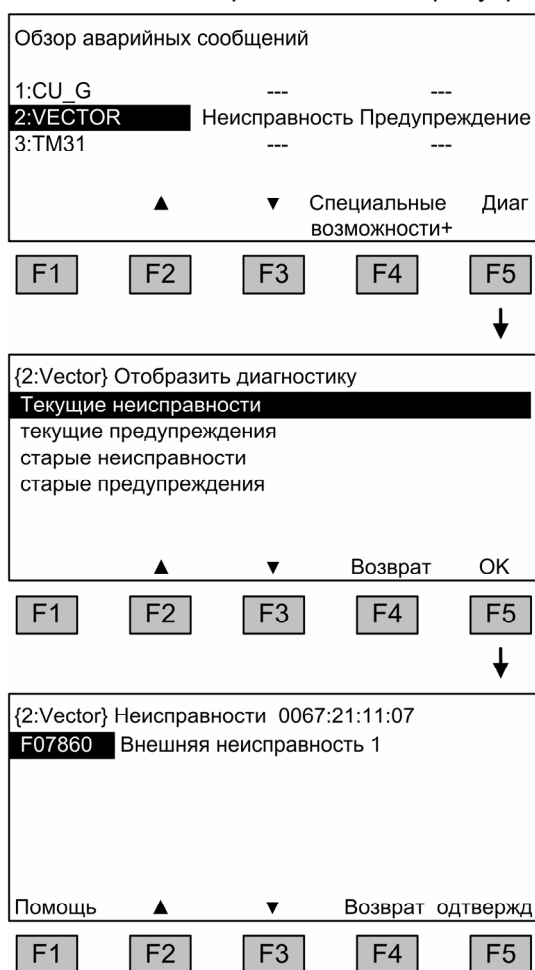 Обзор аварийных сообщений
1:CU_G --- ---
2:VECTOR Неисправность Предупреждение
3:TM31 --- ---
▲ ▼ Специальные возможности+ Диаг
F1 F2 F3 F4 F5
{2:Vector} Отобразить диагностику
Текущие неисправности
текущие предупреждения
старые неисправности
старые предупреждения
▲ ▼ Возврат OK
F1 F2 F3 F4 F5
{2:Vector} Неисправности 0067:21:11:07
F07860 Внешняя неисправность 1
Помощь ▲ ▼ Возврат одтвержд
F1 F2 F3 F4 F5